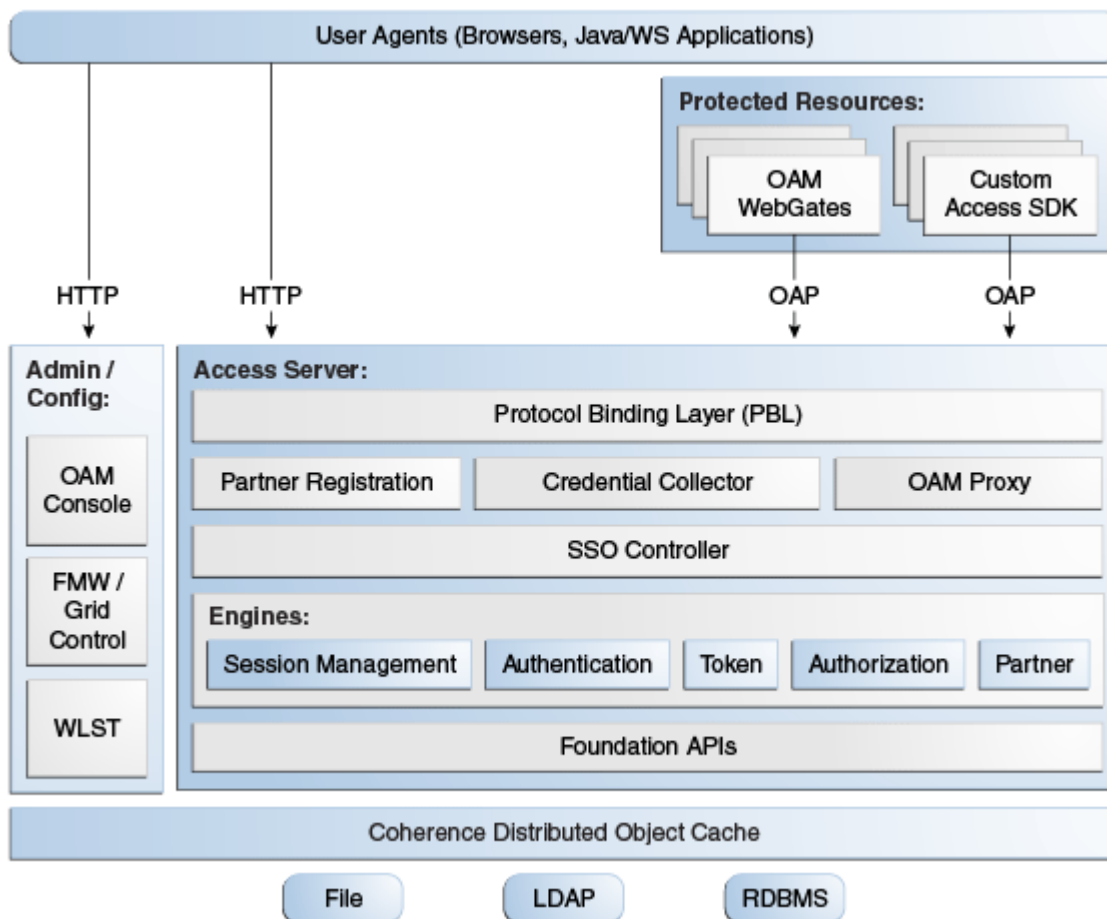 User Agents (Browsers, Java/WS Applications)
Protected Resources:
OAM
WebGates
Custom
Access SDK
HTTP
HTTP
OAP
OAP
Admin /
Config:
OAM
Console
FMW /
Grid
Control
WLST
Access Server:
Protocol Binding Layer (PBL)
Partner Registration
Credential Collector
OAM Proxy
SSO Controller
Engines:
Session Management
Authentication
Token
Authorization
Partner
Foundation APIs
Coherence Distributed Object Cache
File
LDAP
RDBMS